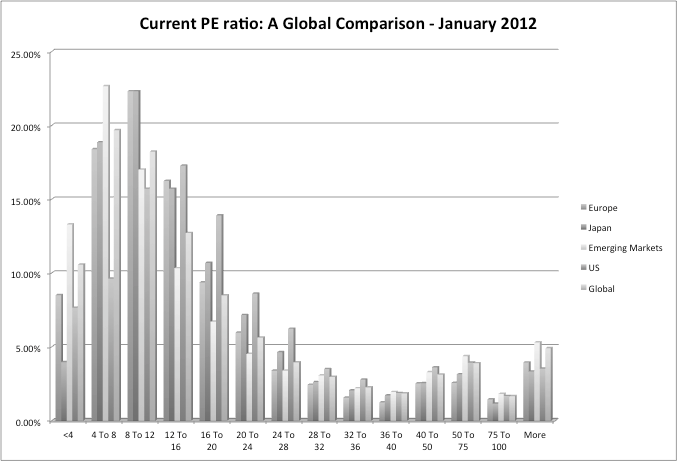 Current PE ratio: A Global Comparison - January 2012
25.00%
20.00%
15.00%
10.00%
5.00%
0.00%
<4
4 To 8
8 To 12
12 To
16
16 To
20
20 To
24
24 To
28
28 To
32
32 To
36
36 To
40
40 To
50
50 To
75
75 To
100
More
Europe
Japan
Emerging Markets
US
Global